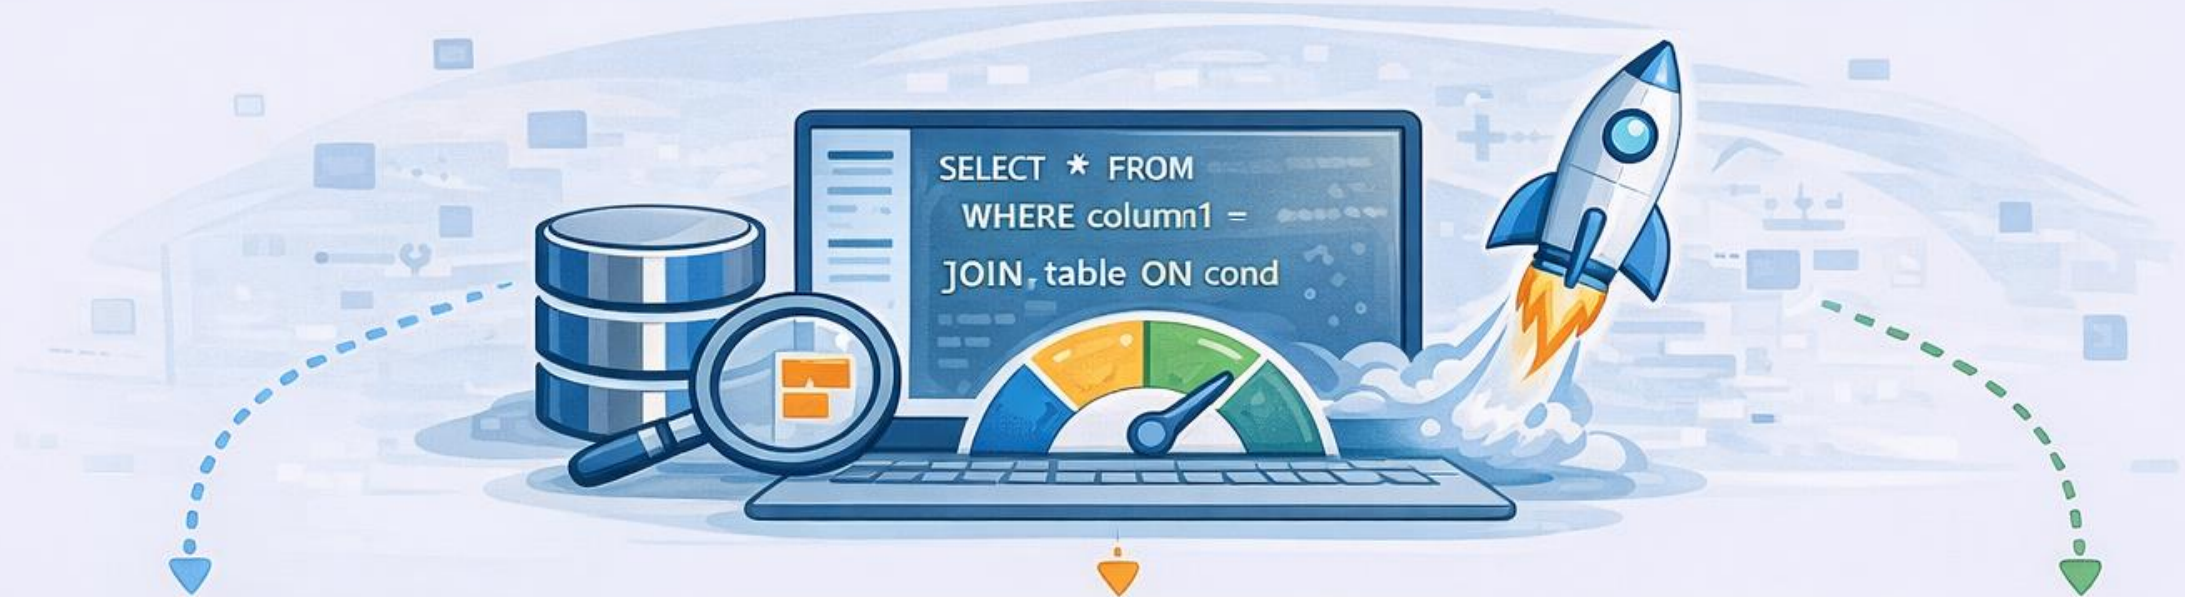 SELECT * FROM
WHERE column1 =
JOIN, table ON cond